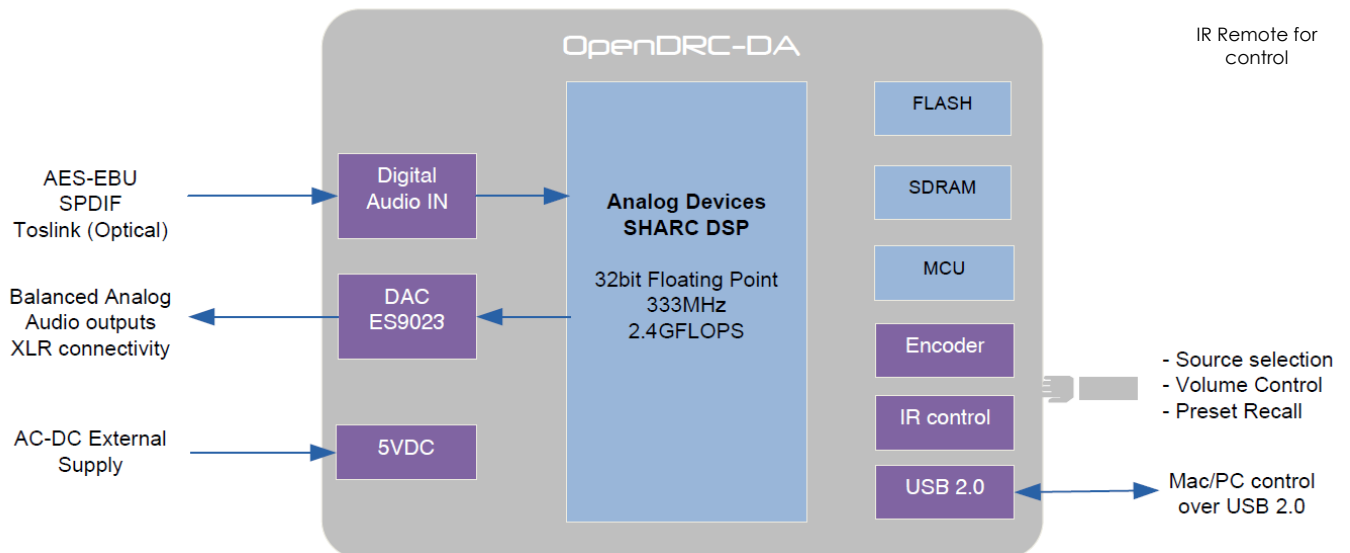 OpenDRC-DA
IR Remote for
control
AES-EBU
SPDIF
Toslink (Optical)
Digital
Audio IN
Balanced Analog
Audio outputs
XLR connectivity
DAC
ES9023
AC-DC External
Supply
5VDC
Analog Devices
SHARC DSP
32bit Floating Point
333MHz
2.4GFLOPS
FLASH
SDRAM
MCU
Encoder
IR control
USB 2.0
- Source selection
- Volume Control
- Preset Recall
Mac/PC control
over USB 2.0